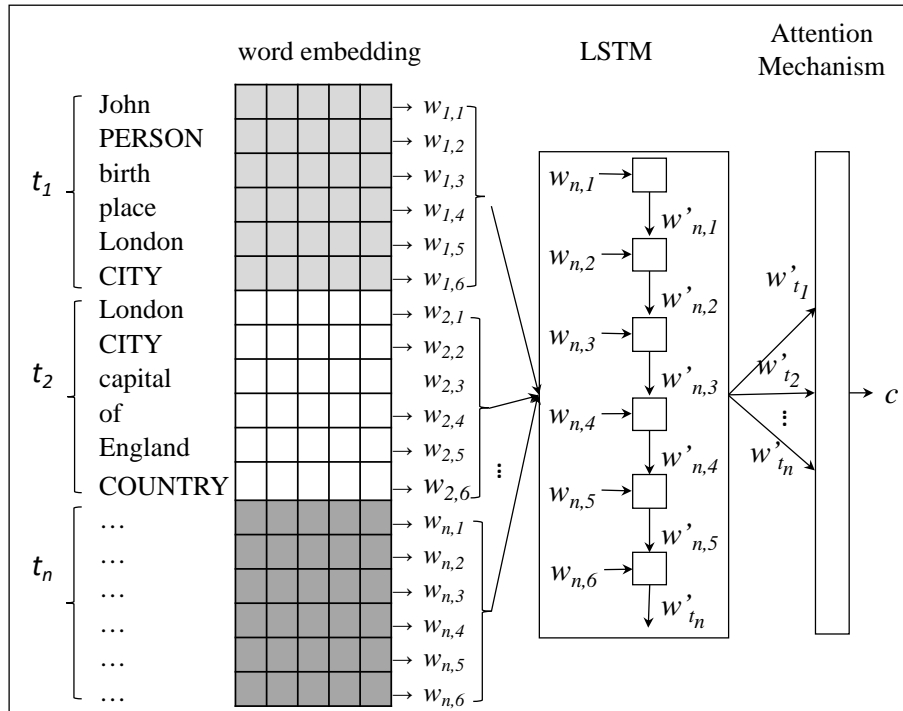 word embedding
LSTM
Attention
Mechanism
t1
John → w1,1
PERSON → w1,2
birth → w1,3
place → w1,4
London → w1,5
CITY → w1,6
t2
London → w2,1
CITY → w2,2
capital w2,3
of → w2,4
England → w2,5
COUNTRY → w2,6
...
tn
… → wn,1
… → wn,2
… → wn,3
… → wn,4
… → wn,5
… → wn,6
wn,1
w'n,1
wn,2
w'n,2
wn,3
w'n,3
wn,4
w'n,4
wn,5
w'n,5
wn,6
w'tn
w't1
w't2
...
w'tn
c